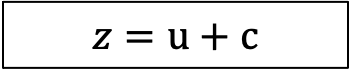 z = u + c